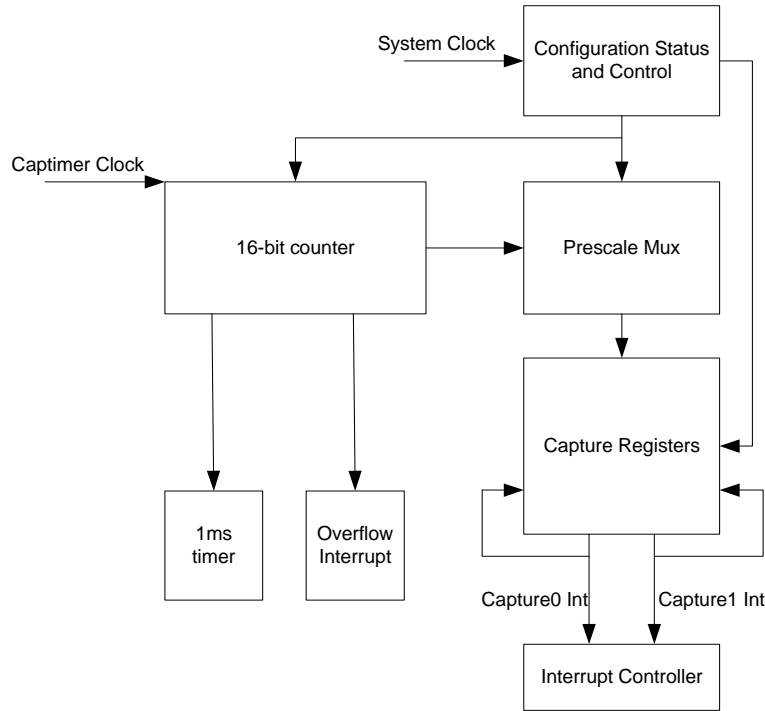 System Clock
Configuration Status
and Control
Captimer Clock
16-bit counter
Prescale Mux
Capture Registers
1ms
timer
Overflow
Interrupt
Capture0 Int
Capture1 Int
Interrupt Controller